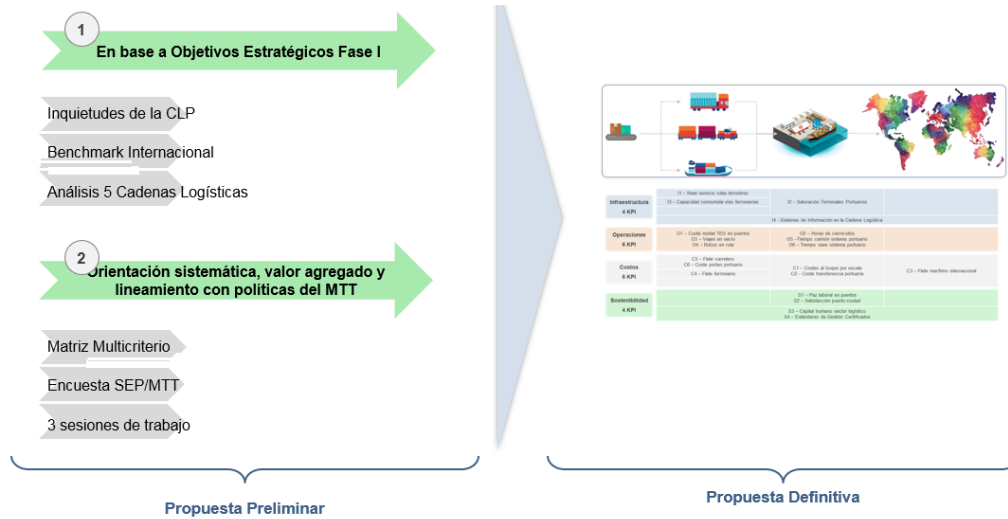 1
En base a Objetivos Estratégicos Fase I
Inquietudes de la CLP
Benchmark Internacional
Análisis 5 Cadenas Logísticas
2
Orientación sistemática, valor agregado y
lineamiento con políticas del MTT
Matriz Multicriterio
Encuesta SEP/MTT
3 sesiones de trabajo
Propuesta Preliminar
Infraestructura
4 KPI
I1 – Nivel servicio rutas terrestres
I3 – Capacidad consumida vías ferroviarias
I2 – Saturación Terminales Portuarios
I4 –Sistemas de Información en la Cadena Logística
Operaciones
6 KPI
O1 – Cuota modal TEU en puertos
O3 – Viajes en vacío
O4 – Robos en ruta
O2 – Horas de cierre-sitios
O5 –Tiempo camión sistema portuario
O6 – Tiempo nave sistema portuario
Costos
6 KPI
C5 – Flete carretero
C6 – Coste porteo portuario
C4 – Flete ferroviario
C1 – Costes al buque por escala
C2 – Coste transferencia portuaria
C3 – Flete marítimo internacional
Sostenibilidad
4 KPI
S1 – Paz laboral en puertos
S2 – Satisfacción puerto-ciudad
S3 – Capital humano sector logístico
S4 – Estándares de Gestión Certificados
Propuesta Definitiva